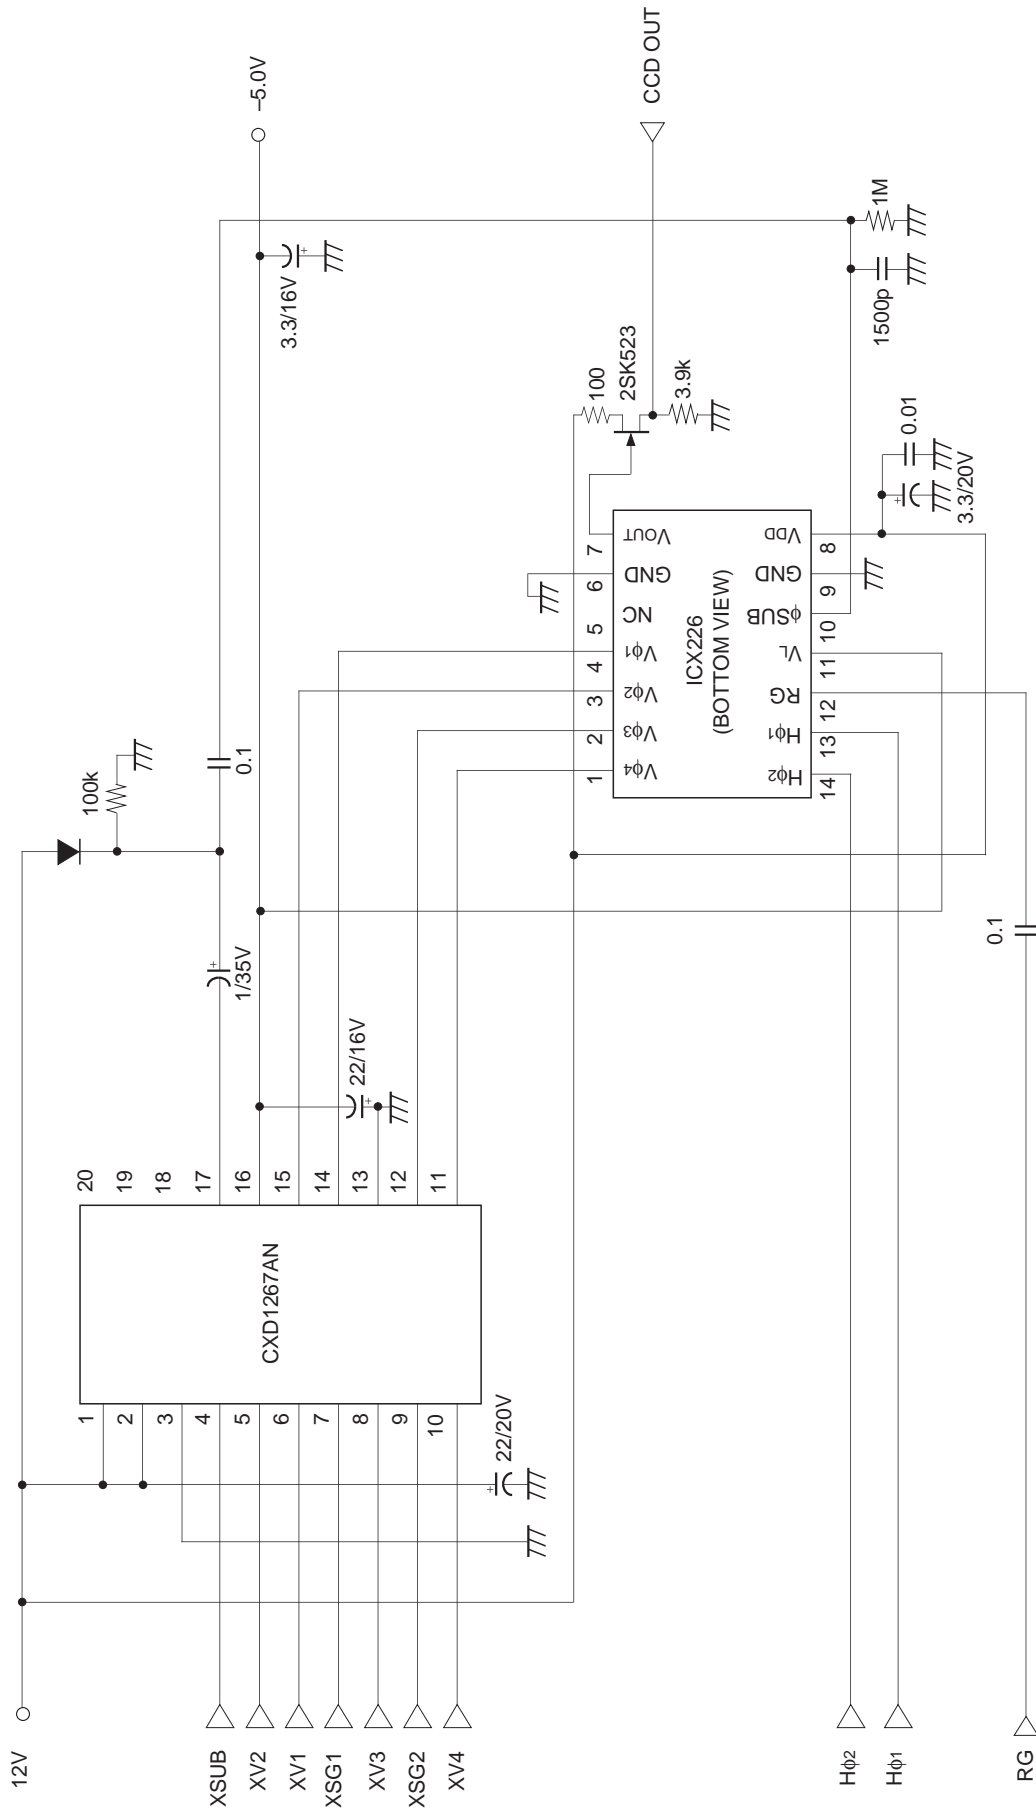 12V
XSUB
XV2
XV1
XSG1
XV3
XSG2
XV4
Hϕ2
Hϕ1
RG
22/20V
1
2
3
4
5
6
7
8
9
10
CXD1267AN
20
19
18
17
16
15
14
13
12
11
22/16V
1/35V
100k
0.1
0.1
3.3/16V
–5.0V
CCD OUT
100
2SK523
3.9k
1M
1500p
0.01
3.3/20V
1
2
3
4
5
6
7
Vϕ4
Vϕ3
Vϕ2
Vϕ1
NC
GND
VOUT
ICX226
(BOTTOM VIEW)
Hϕ2
Hϕ1
RG
VL
ϕSUB
GND
VDD
14
13
12
11
10
9
8